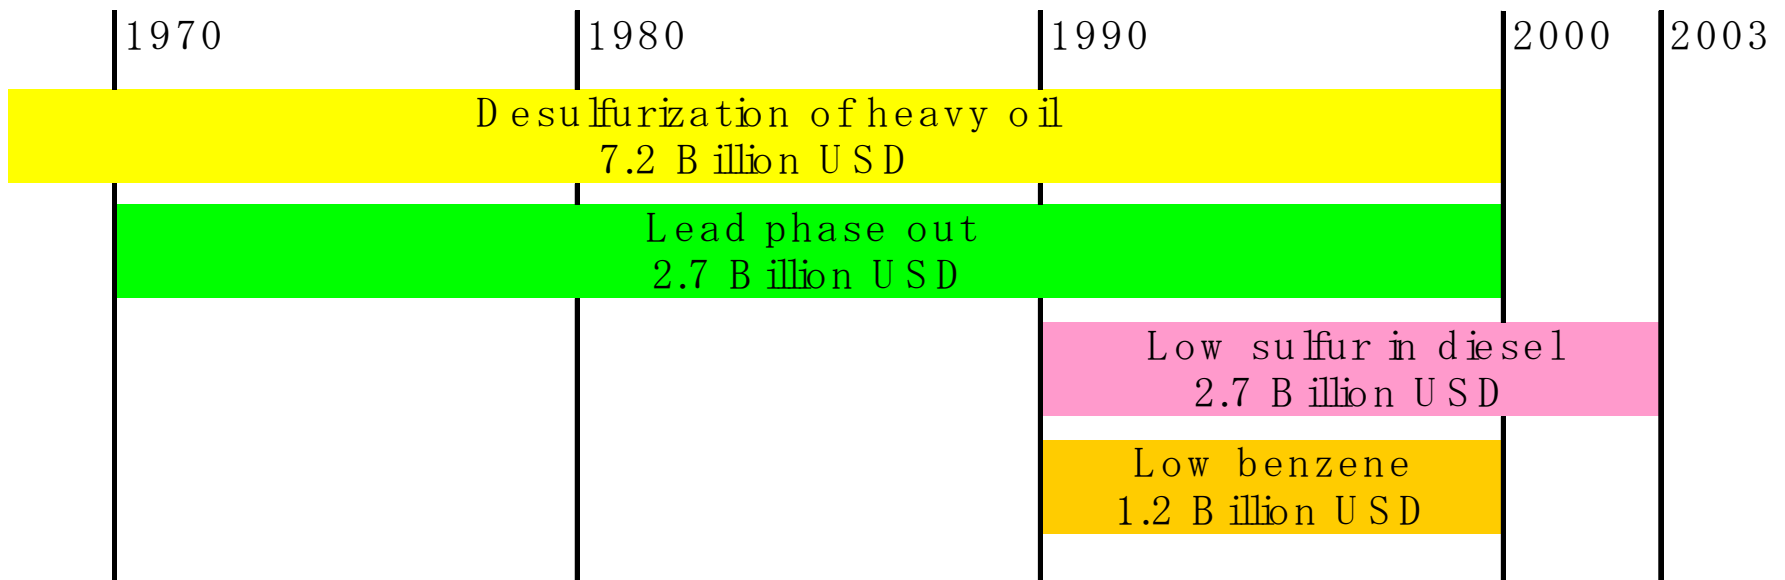 1970 1980 1990 2000 2003
Desulfurization of heavy oil
7.2 Billion USD
Lead phase out
2.7 Billion USD
Low sulfur in diesel
2.7 Billion USD
Low benzene
1.2 Billion USD